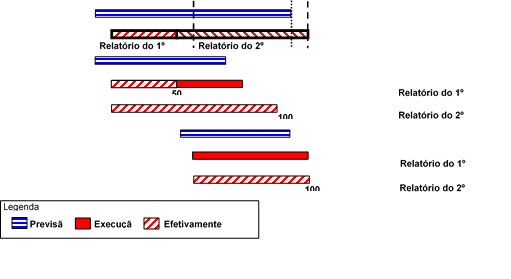 Relatório do 1º Relatório do 2º
50
Relatório do 1º
100
Relatório do 2º
Relatório do 1º
100
Relatório do 2º
Legenda
Previsã Execuçã Efetivamente